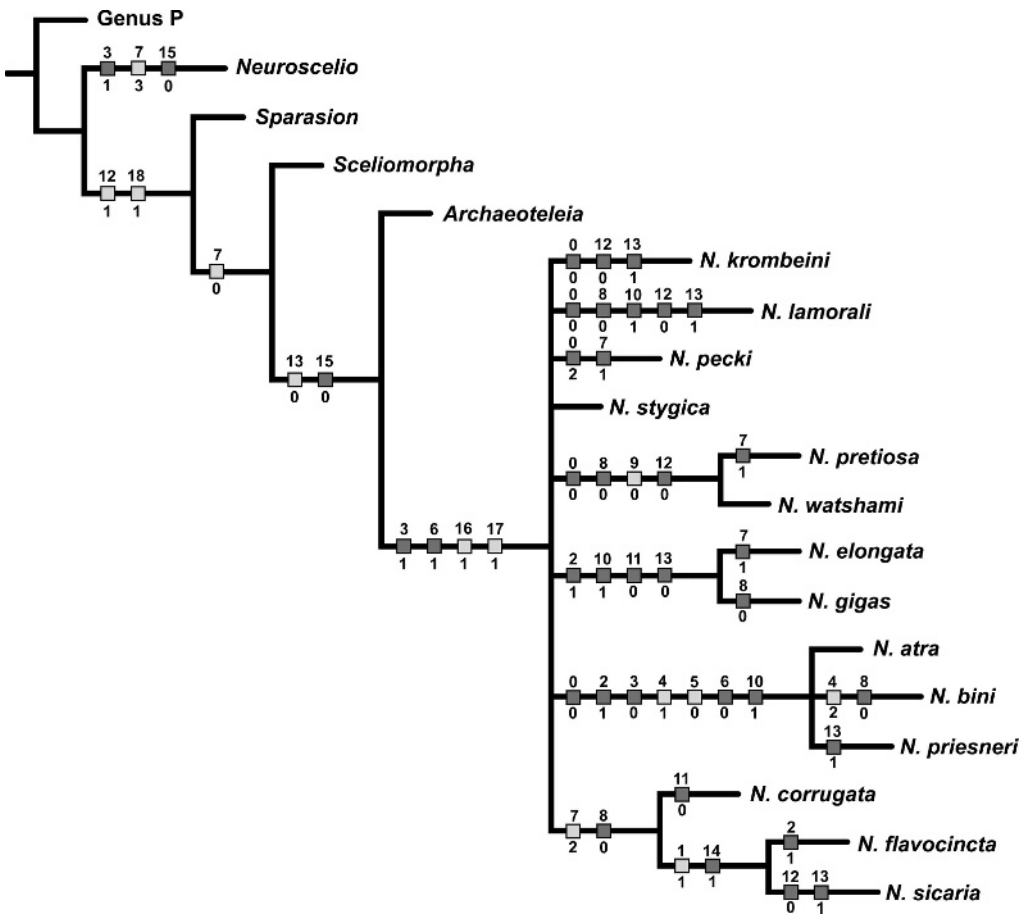 Genus P
3 7 15
Neuroscelio
1 3 0
Sparasion
12 18
1 1
Sceliomorpha
7
0
Archaeoteleia
13 15
0 0
3 6 16 17
1 1 1 1
0 12 13
N. krombeini
0 0 1
0 8 10 12 13
N. lamorali
0 0 1 0 1
0 7
N. pecki
2 1
N. stygica
0 8 9 12
0 0 0 0
7
N. pretiosa
1
N. watshami
2 10 11 13
1 1 0 0
7
N. elongata
1
8
N. gigas
0
0 2 3 4 5 6 10
0 1 0 1 0 0 1
N. atra
4 8
N. bini
2 0
13
N. priesneri
1
7 8
2 0
11
N. corrugata
0
1 14
1 1
2
N. flavocincta
1
12 13
N. sicaria
0 1